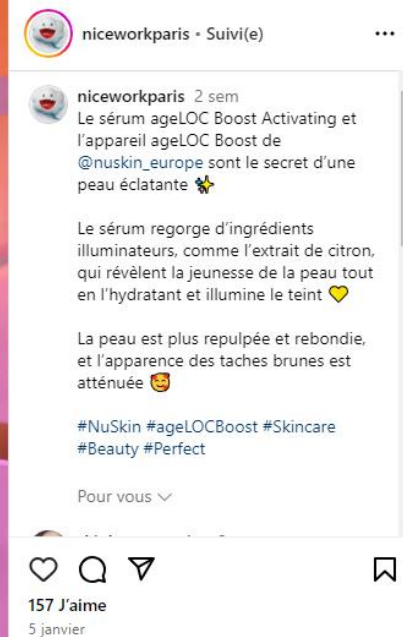 niceworkparis • Suivi(e)
niceworkparis 2 sem
Le sérum ageLOC Boost Activating et
l'appareil ageLOC Boost de
@nuskin_europe sont le secret d'une
peau éclatante ✨
Le sérum regorge d'ingrédients
illuminateurs, comme l'extrait de citron,
qui révèlent la jeunesse de la peau tout
en l'hydratant et illumine le teint 💛
La peau est plus repulpée et rebondie,
et l'apparence des taches brunes est
atténuée 🥰
#NuSkin #ageLOCBoost #Skincare
#Beauty #Perfect
Pour vous
157 J'aime
5 janvier